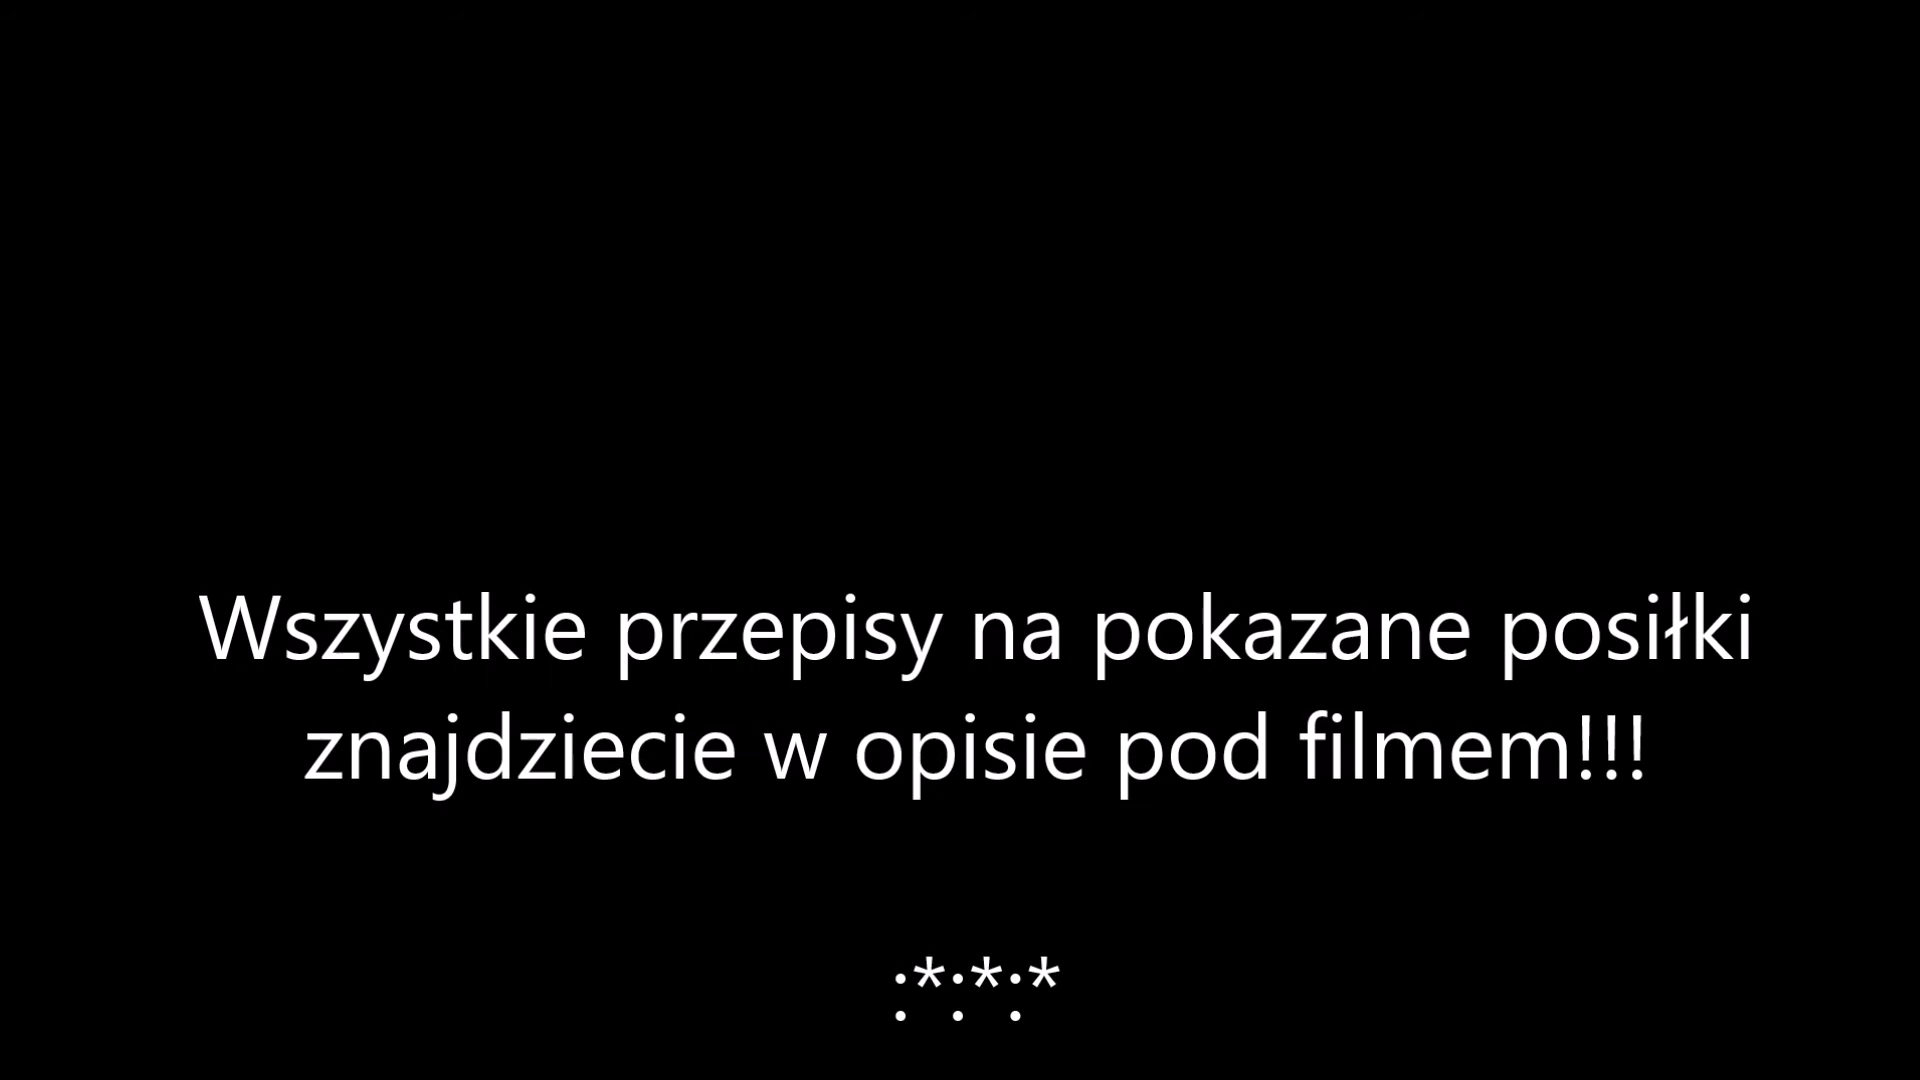 Wszystkie przepisy na pokazane posiłki
znajdziecie w opisie pod filmem!!!
:*:*:*